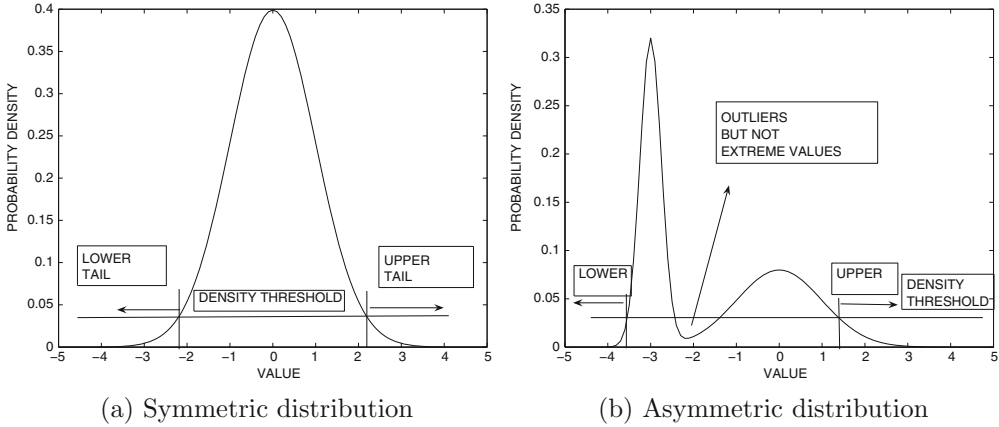 0.4
0.35
0.3
0.25
0.2
0.15
0.1
0.05
0
PROBABILITY DENSITY
LOWER
TAIL
DENSITY THRESHOLD
UPPER
TAIL
−5 −4 −3 −2 −1 0 1 2 3 4 5
VALUE
(a) Symmetric distribution
0.35
0.3
0.25
0.2
0.15
0.1
0.05
0
PROBABILITY DENSITY
OUTLIERS
BUT NOT
EXTREME VALUES
LOWER
UPPER
DENSITY
THRESHOLD
−5 −4 −3 −2 −1 0 1 2 3 4 5
VALUE
(b) Asymmetric distribution